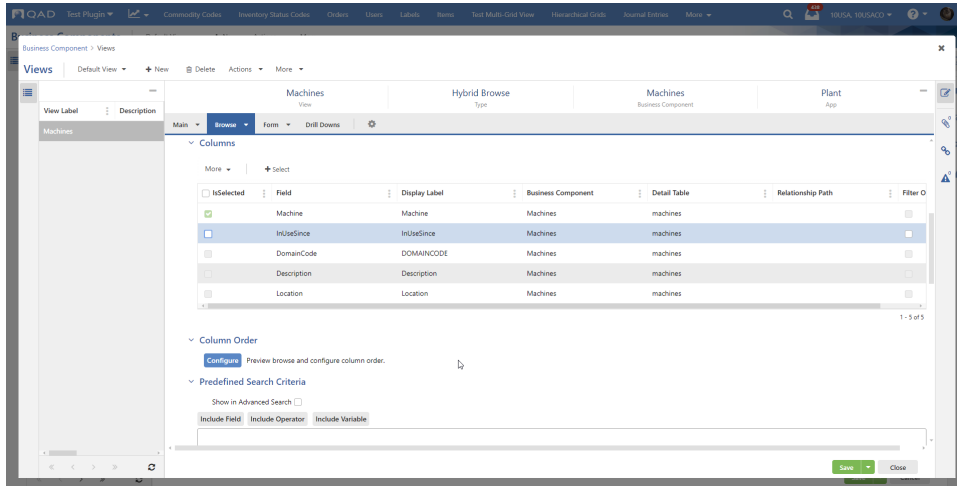 QAD Test Plugin Commodity Codes Inventory Status Codes Orders Users Labels Items Test Multi-Grid View Hierarchical Grids Journal Entries More 10USA, 10USACO
Business Component > Views
Views Default View + New Delete Actions More
View Label Description
Machines
Machines Hybrid Browse Machines Plant
View Type Business Component App
Main Browse Form Drill Downs
Columns
More + Select
IsSelected Field Display Label Business Component Detail Table Relationship Path Filter O
Machine Machine Machines machines
InUseSince InUseSince Machines machines
DomainCode DOMAINCODE Machines machines
Description Description Machines machines
Location Location Machines machines
1 - 5 of 5
Column Order
Configure Preview browse and configure column order.
Predefined Search Criteria
Show in Advanced Search
Include Field Include Operator Include Variable
Save Close